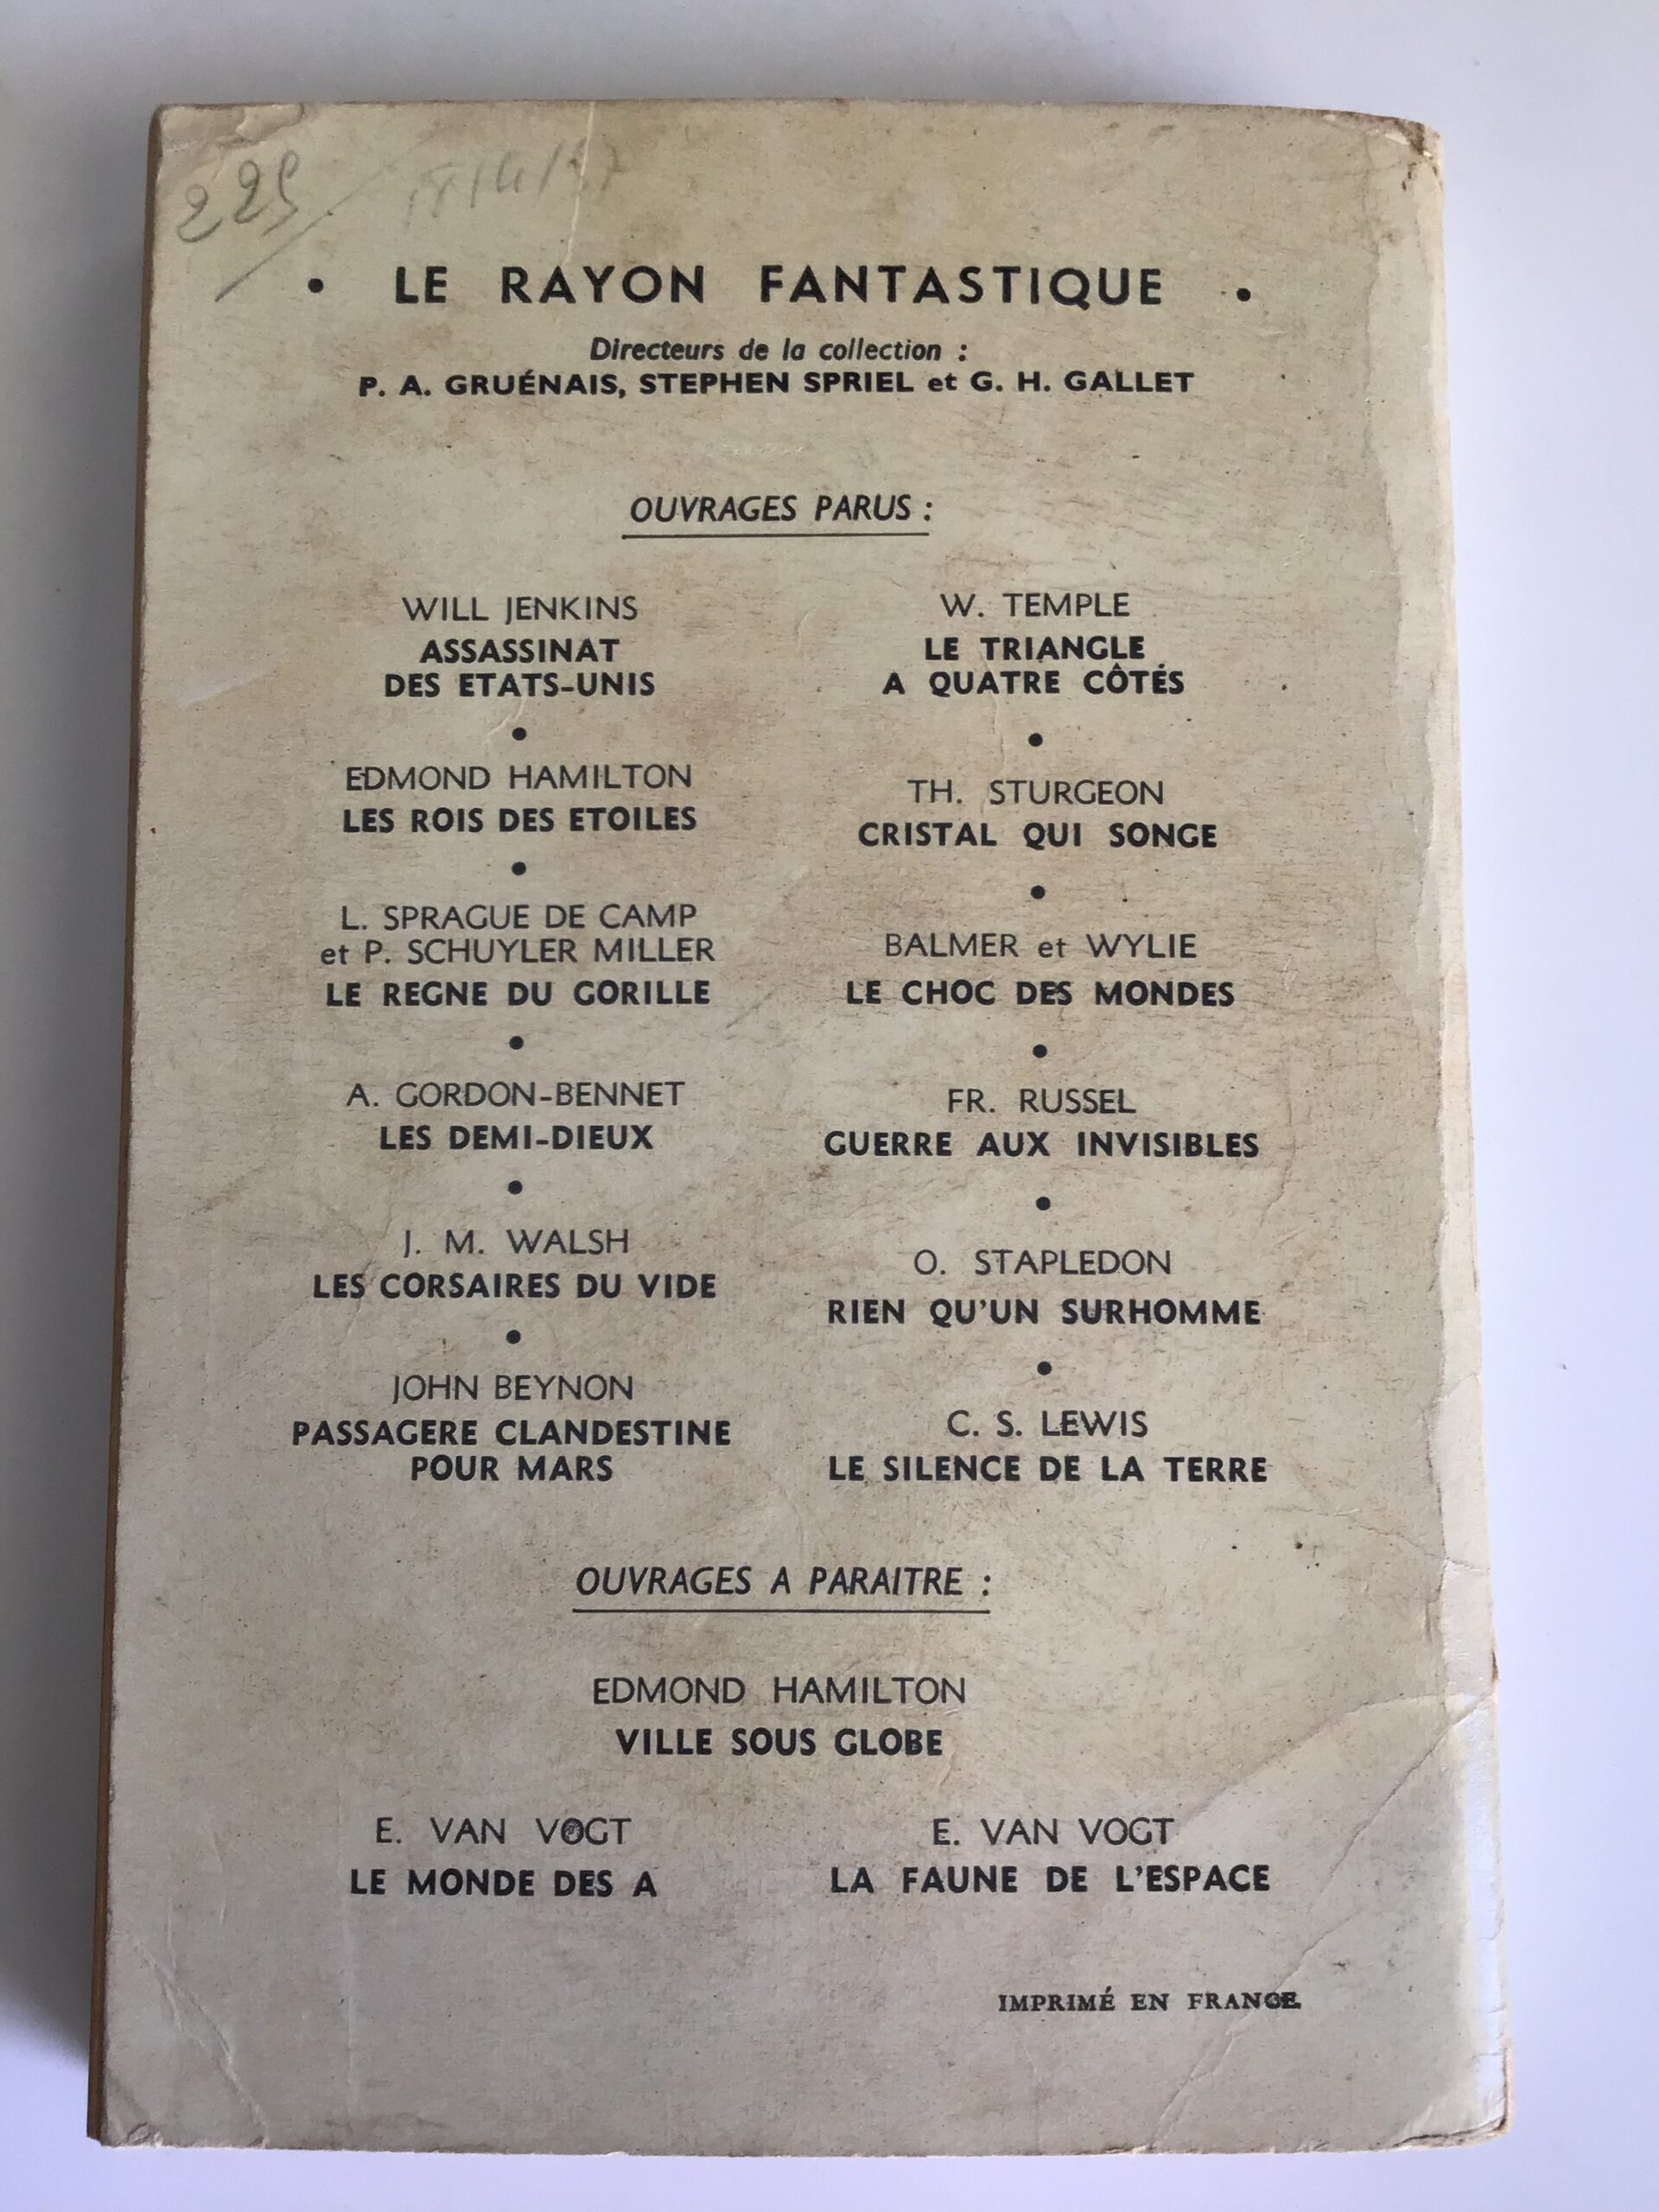 225
• LE RAYON FANTASTIQUE •
Directeurs de la collection :
P. A. GRUÉNAIS, STEPHEN SPRIEL et G. H. GALLET
OUVRAGES PARUS :
WILL JENKINS
ASSASSINAT
DES ETATS-UNIS
•
EDMOND HAMILTON
LES ROIS DES ETOILES
•
L. SPRAGUE DE CAMP
et P. SCHUYLER MILLER
LE REGNE DU GORILLE
•
A. GORDON-BENNET
LES DEMI-DIEUX
•
J. M. WALSH
LES CORSAIRES DU VIDE
•
JOHN BEYNON
PASSAGERE CLANDESTINE
POUR MARS
W. TEMPLE
LE TRIANGLE
A QUATRE CÔTÉS
•
TH. STURGEON
CRISTAL QUI SONGE
•
BALMER et WYLIE
LE CHOC DES MONDES
•
FR. RUSSEL
GUERRE AUX INVISIBLES
•
O. STAPLEDON
RIEN QU'UN SURHOMME
•
C. S. LEWIS
LE SILENCE DE LA TERRE
OUVRAGES A PARAITRE :
EDMOND HAMILTON
VILLE SOUS GLOBE
E. VAN VOGT
LE MONDE DES A
E. VAN VOGT
LA FAUNE DE L'ESPACE
IMPRIMÉ EN FRANCE